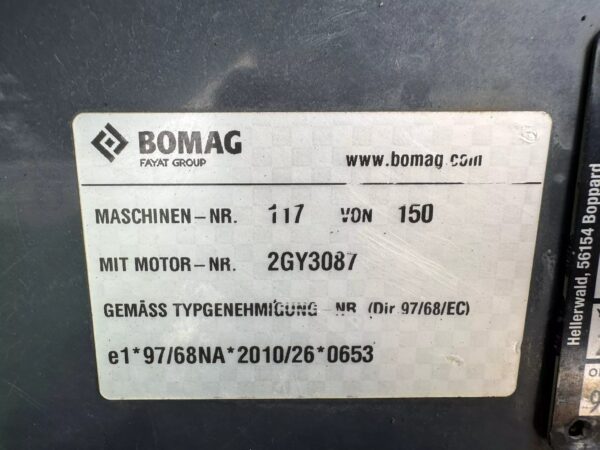 BOMAG
FAYAT GROUP
www.bomag.com
MASCHINEN-NR. 117 VON 150
MIT MOTOR-NR. 2GY3087
GEMÄSS TYPGENEHMIGUNG - NR (Dir 97/68/EC)
e1*97/68NA*2010/26*0653
Hellerwald, 56154 Boppard